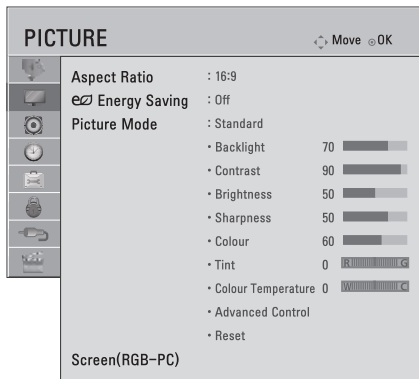 PICTURE
Move OK
Aspect Ratio : 16:9
Energy Saving : Off
Picture Mode : Standard
• Backlight 70
• Contrast 90
• Brightness 50
• Sharpness 50
• Colour 60
• Tint 0 R G
• Colour Temperature 0 W C
• Advanced Control
• Reset
Screen(RGB-PC)